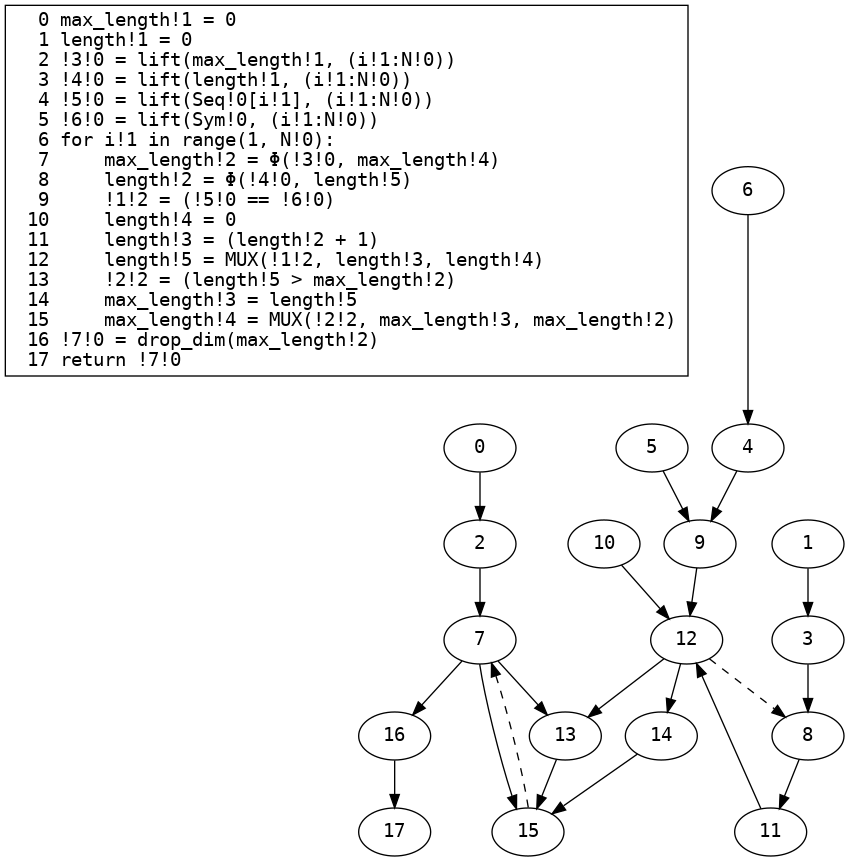 0 max_length!1 = 0
1 length!1 = 0
2 !3!0 = lift(max_length!1, (i!1:N!0))
3 !4!0 = lift(length!1, (i!1:N!0))
4 !5!0 = lift(Seq!0[i!1], (i!1:N!0))
5 !6!0 = lift(Sym!0, (i!1:N!0))
6 for i!1 in range(1, N!0):
7     max_length!2 = Φ(!3!0, max_length!4)
8     length!2 = Φ(!4!0, length!5)
9     !1!2 = (!5!0 == !6!0)
10     length!4 = 0
11     length!3 = (length!2 + 1)
12     length!5 = MUX(!1!2, length!3, length!4)
13     !2!2 = (length!5 > max_length!2)
14     max_length!3 = length!5
15     max_length!4 = MUX(!2!2, max_length!3, max_length!2)
16 !7!0 = drop_dim(max_length!2)
17 return !7!0
6
0
5
4
2
10
9
1
7
12
3
16
13
14
8
17
15
11